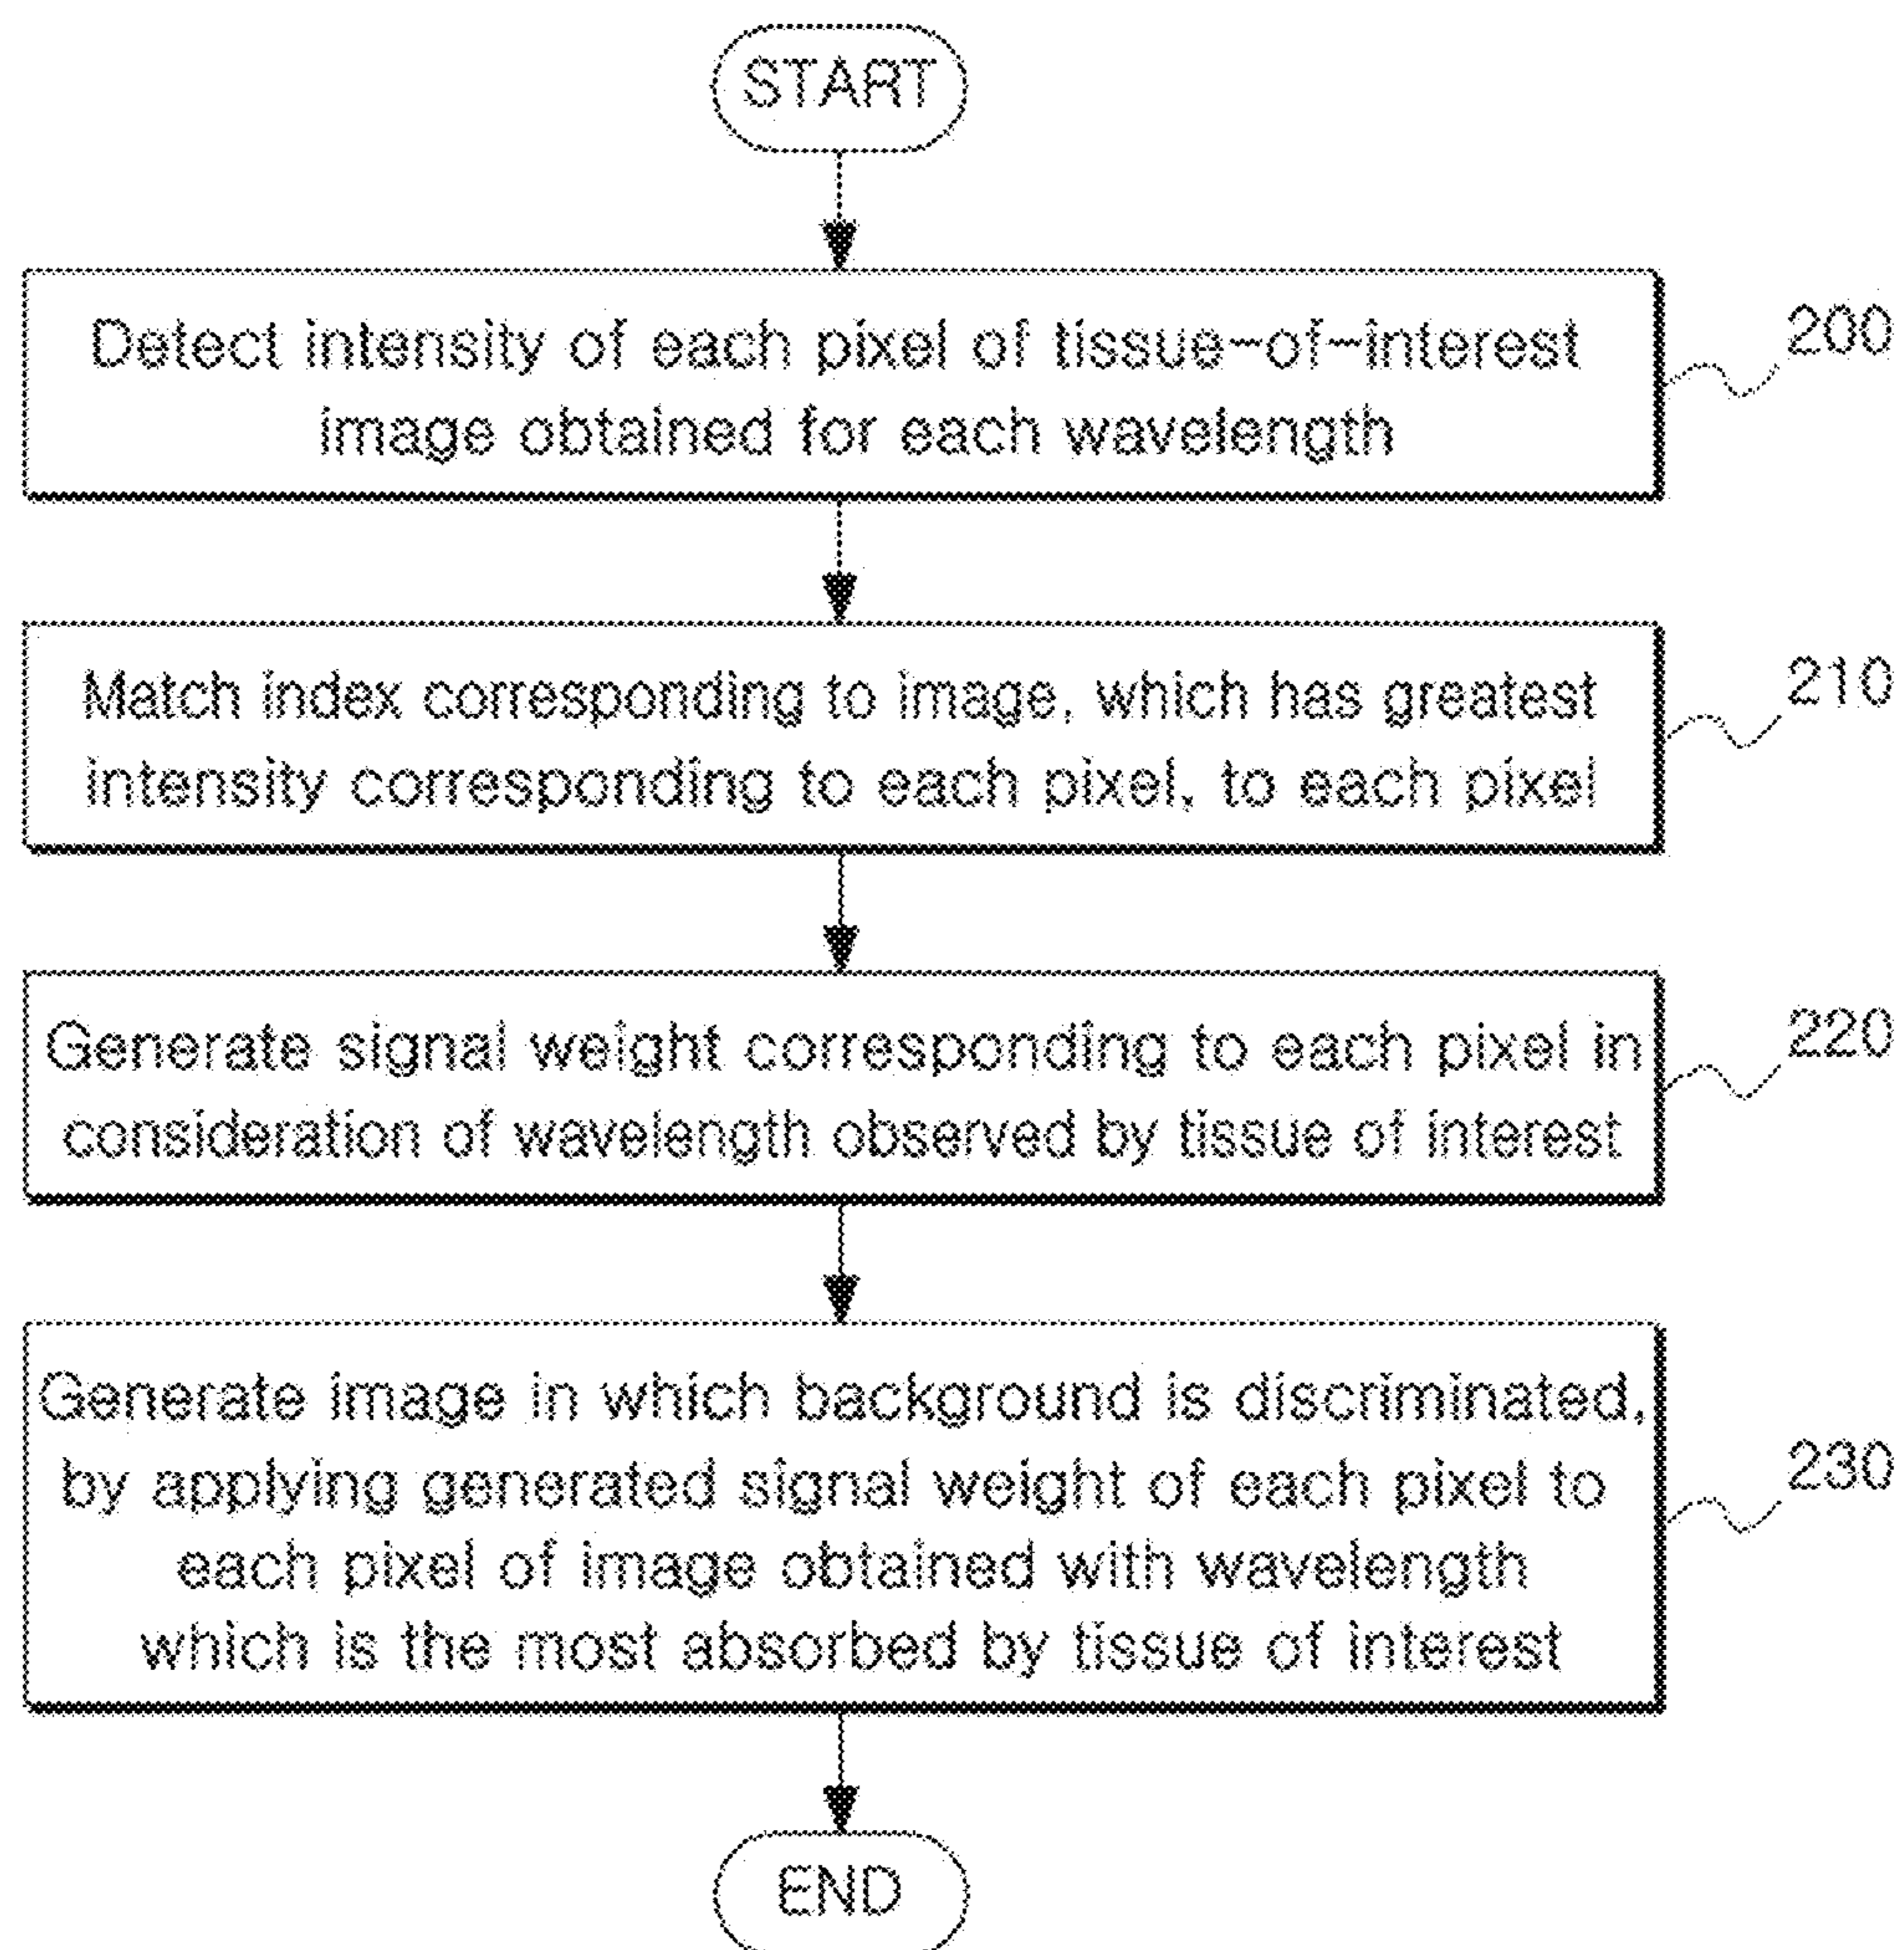 START
Detect intensity of each pixel of tissue-of-interest
image obtained for each wavelength
200
Match index corresponding to image, which has greatest
intensity corresponding to each pixel, to each pixel
210
Generate signal weight corresponding to each pixel in
consideration of wavelength observed by tissue of interest
220
Generate image in which background is discriminated,
by applying generated signal weight of each pixel to
each pixel of image obtained with wavelength
which is the most absorbed by tissue of interest
230
END